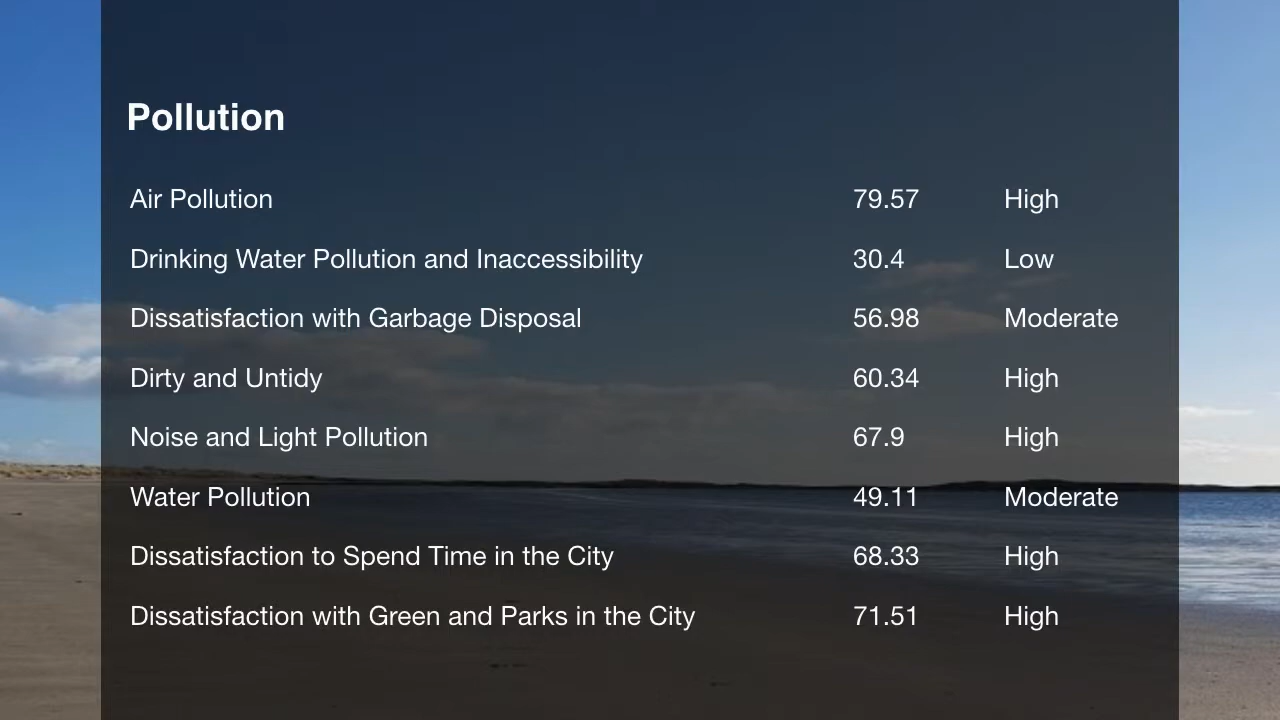 Pollution
Air Pollution 79.57 High
Drinking Water Pollution and Inaccessibility 30.4 Low
Dissatisfaction with Garbage Disposal 56.98 Moderate
Dirty and Untidy 60.34 High
Noise and Light Pollution 67.9 High
Water Pollution 49.11 Moderate
Dissatisfaction to Spend Time in the City 68.33 High
Dissatisfaction with Green and Parks in the City 71.51 High